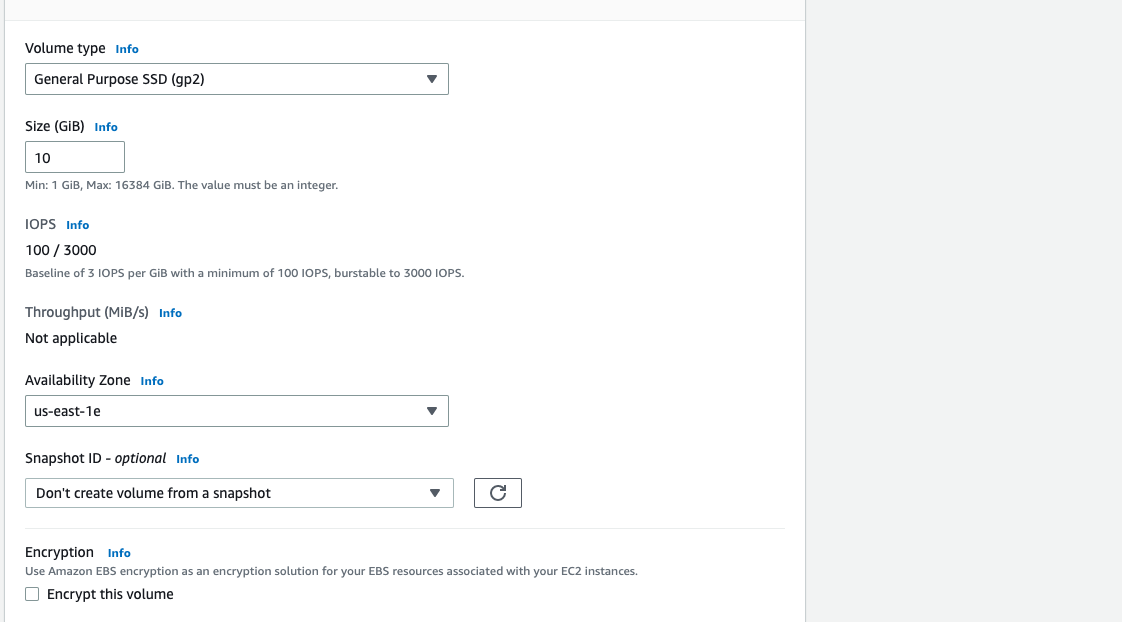 Volume type Info
General Purpose SSD (gp2)
Size (GiB) Info
10
Min: 1 GiB, Max: 16384 GiB. The value must be an integer.
IOPS Info
100 / 3000
Baseline of 3 IOPS per GiB with a minimum of 100 IOPS, burstable to 3000 IOPS.
Throughput (MiB/s) Info
Not applicable
Availability Zone Info
us-east-1e
Snapshot ID - optional Info
Don't create volume from a snapshot
Encryption Info
Use Amazon EBS encryption as an encryption solution for your EBS resources associated with your EC2 instances.
Encrypt this volume